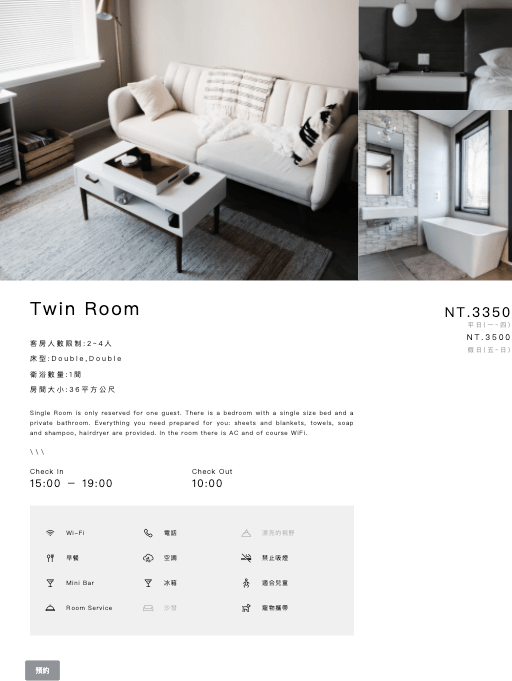 Twin Room
NT.3350
平日(一~四)
NT.3500
假日(五~日)
客房人數限制:2~4人
床型:Double,Double
衛浴數量:1間
房間大小:36平方公尺
Single Room is only reserved for one guest. There is a bedroom with a single size bed and a
private bathroom. Everything you need prepared for you: sheets and blankets, towels, soap
and shampoo, hairdryer are provided. In the room there is AC and of course WiFi.
\\\
Check In
15:00 — 19:00
Check Out
10:00
Wi-Fi
電話
漂亮的視野
早餐
空調
禁止吸煙
Mini Bar
冰箱
適合兒童
Room Service
沙發
寵物攜帶
預約